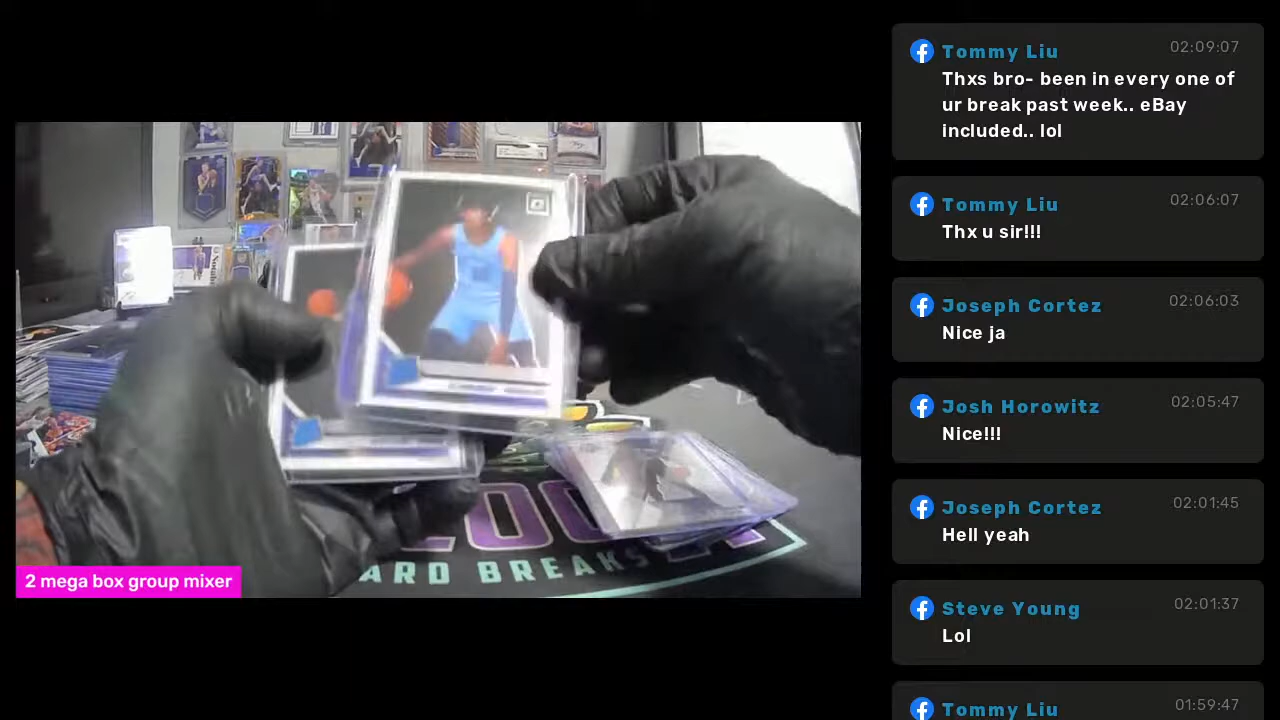 Tommy Liu
02:09:07
Thxs bro- been in every one of
ur break past week.. eBay
included.. lol
Tommy Liu
02:06:07
Thx u sir!!!
Joseph Cortez
02:06:03
Nice ja
Josh Horowitz
02:05:47
Nice!!!
Joseph Cortez
02:01:45
Hell yeah
Steve Young
02:01:37
Lol
Tommy Liu
01:59:47
ARD BREAKS
2 mega box group mixer